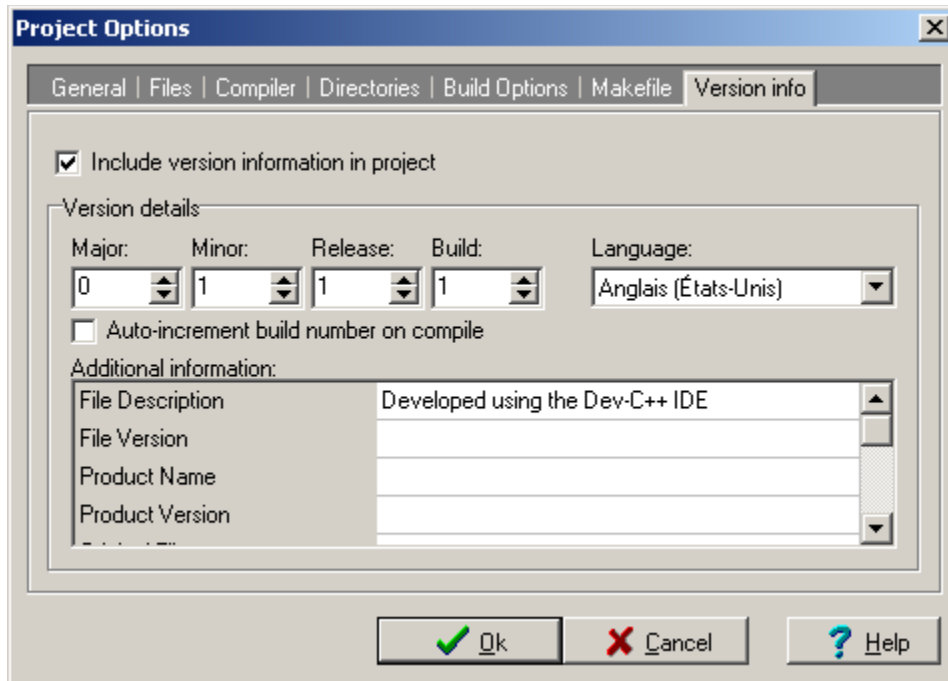 Project Options
General | Files | Compiler | Directories | Build Options | Makefile | Version info
Include version information in project
Version details
Major: Minor: Release: Build: Language:
0 1 1 1 Anglais (États-Unis)
Auto-increment build number on compile
Additional information:
File Description Developed using the Dev-C++ IDE
File Version
Product Name
Product Version
Ok Cancel Help